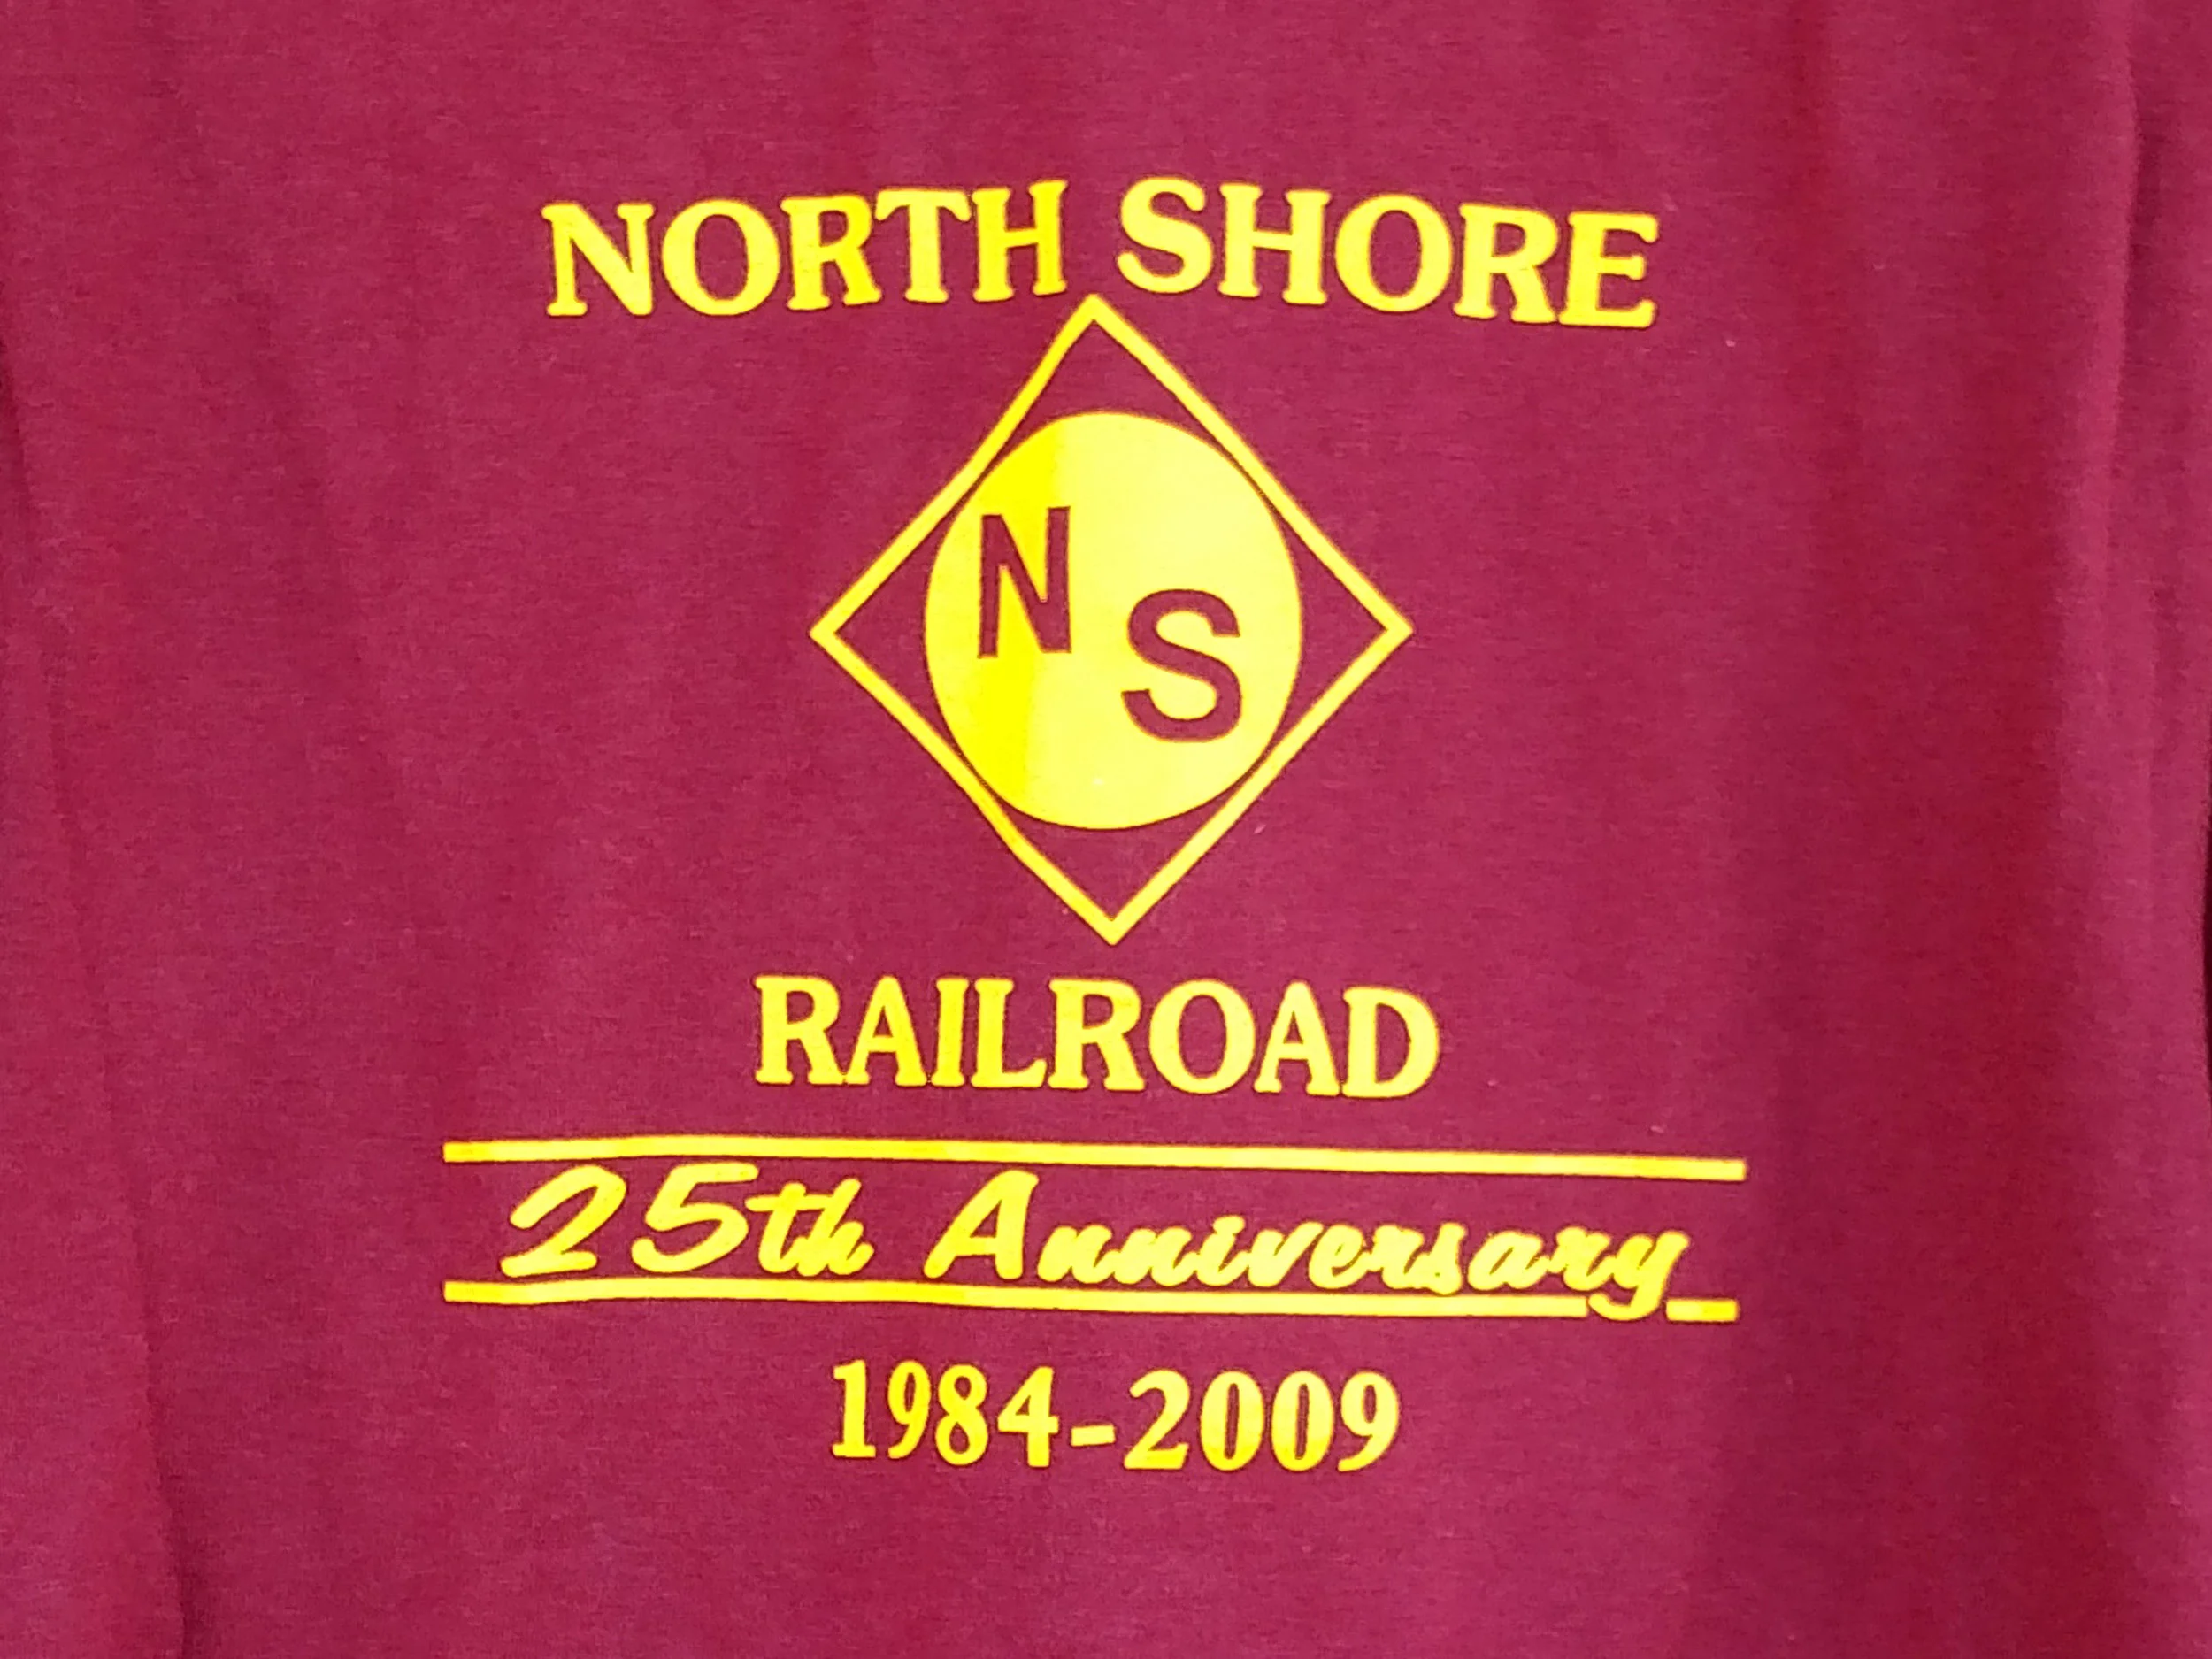 NORTH SHORE
N S
RAILROAD
25th Anniversary
1984-2009